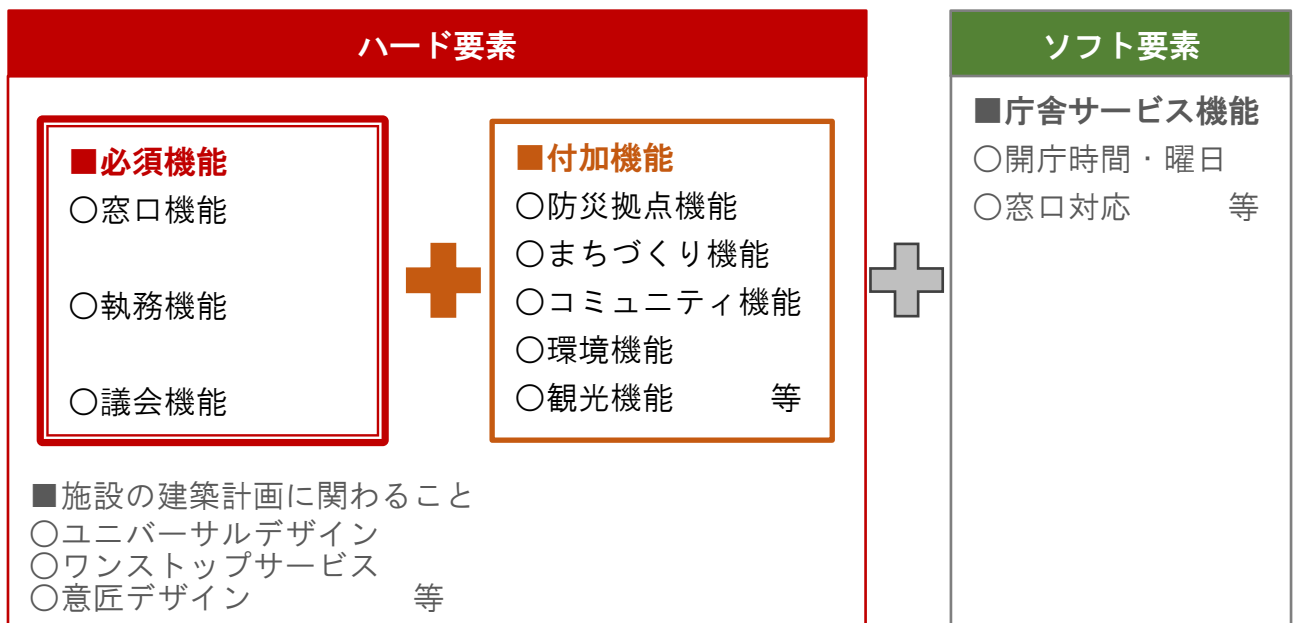 ハード要素
■必須機能
○窓口機能
○執務機能
○議会機能
■付加機能
○防災拠点機能
○まちづくり機能
○コミュニティ機能
○環境機能
○観光機能　　　等
■施設の建築計画に関わること
○ユニバーサルデザイン
○ワンストップサービス
○意匠デザイン　　　　　等
ソフト要素
■庁舎サービス機能
○開庁時間・曜日
○窓口対応　　　等